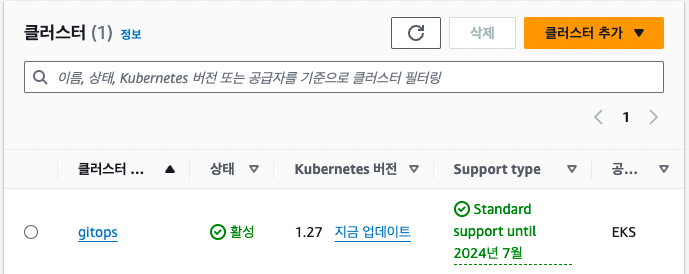 클러스터 (1) 정보
삭제
클러스터 추가
이름, 상태, Kubernetes 버전 또는 공급자를 기준으로 클러스터 필터링
1
클러스터 ... 상태 Kubernetes 버전 Support type 공...
gitops 활성 1.27 지금 업데이트 Standard support until 2024년 7월 EKS